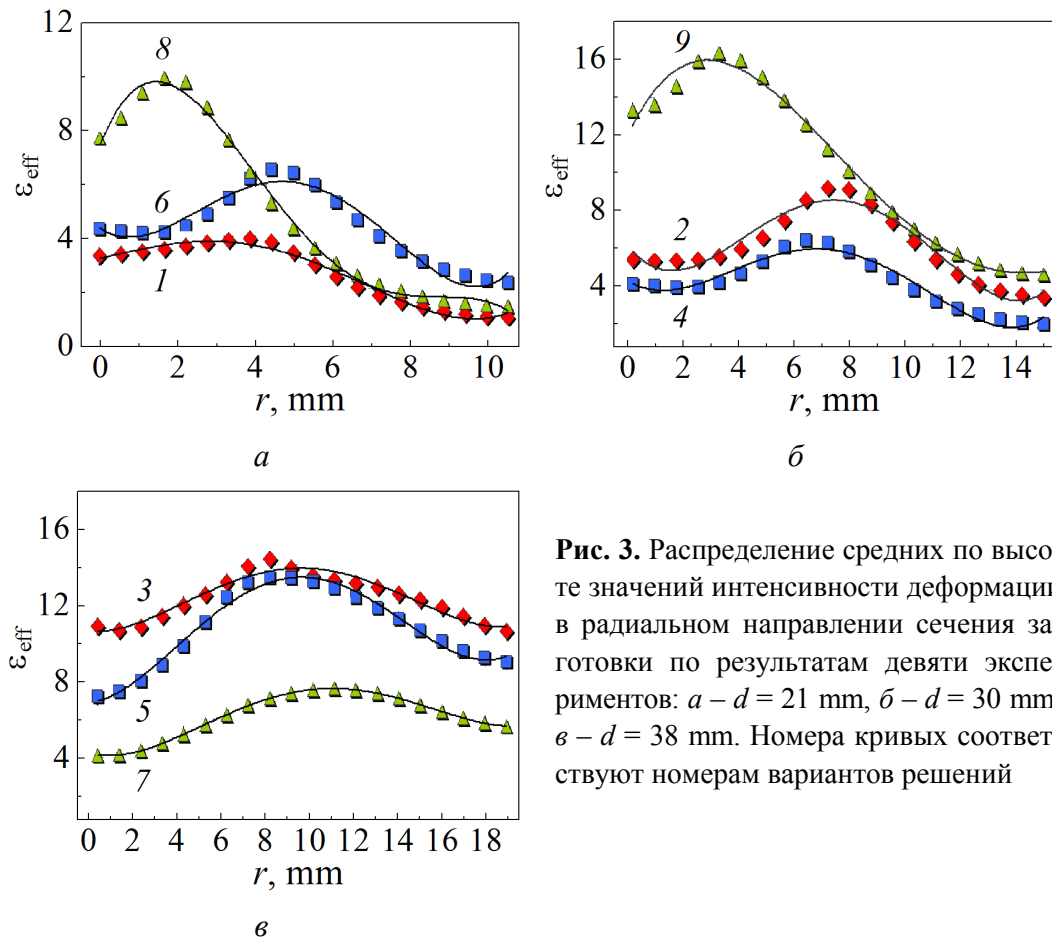 12
8
4
0
ε_eff
8
6
1
0 2 4 6 8 10
r, mm
а
16
12
8
4
ε_eff
9
2
4
0 2 4 6 8 10 12 14
r, mm
б
16
12
8
4
ε_eff
3
5
7
0 2 4 6 8 10 12 14 16 18
r, mm
в
Рис. 3. Распределение средних по высо
те значений интенсивности деформации
в радиальном направлении сечения за
готовки по результатам девяти экспе
риментов: а – d = 21 mm, б – d = 30 mm
в – d = 38 mm. Номера кривых соответ
ствуют номерам вариантов решений